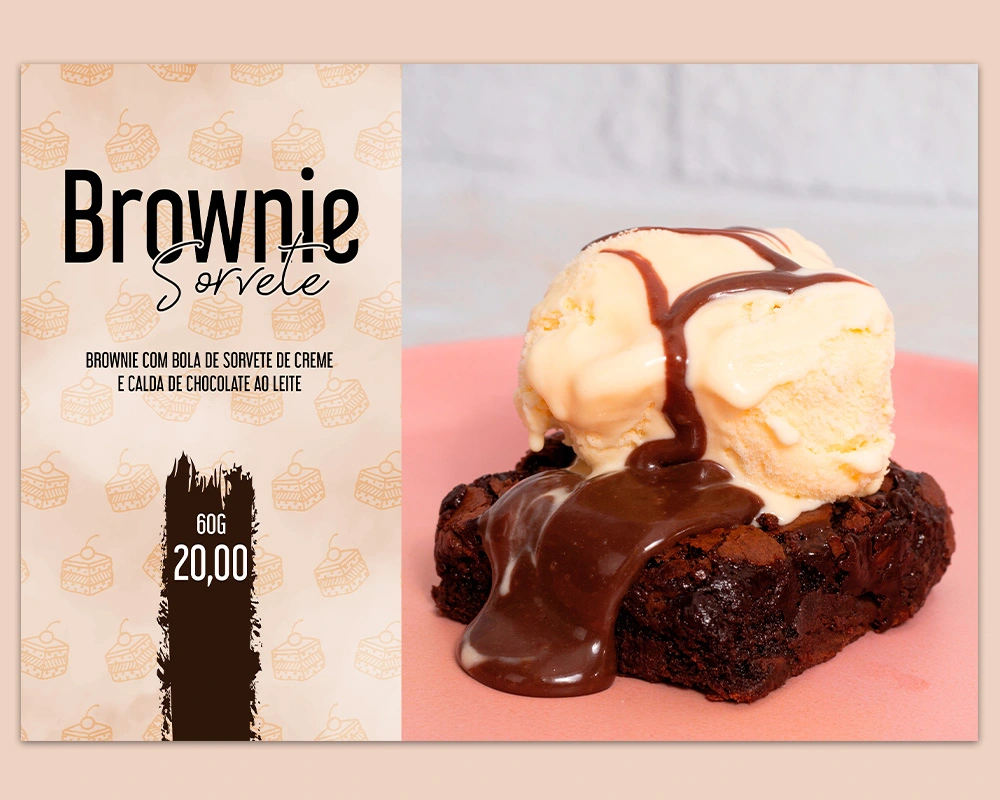 Brownie
Sorvete
BROWNIE COM BOLA DE SORVETE DE CREME
E CALDA DE CHOCOLATE AO LEITE
60G
20,00